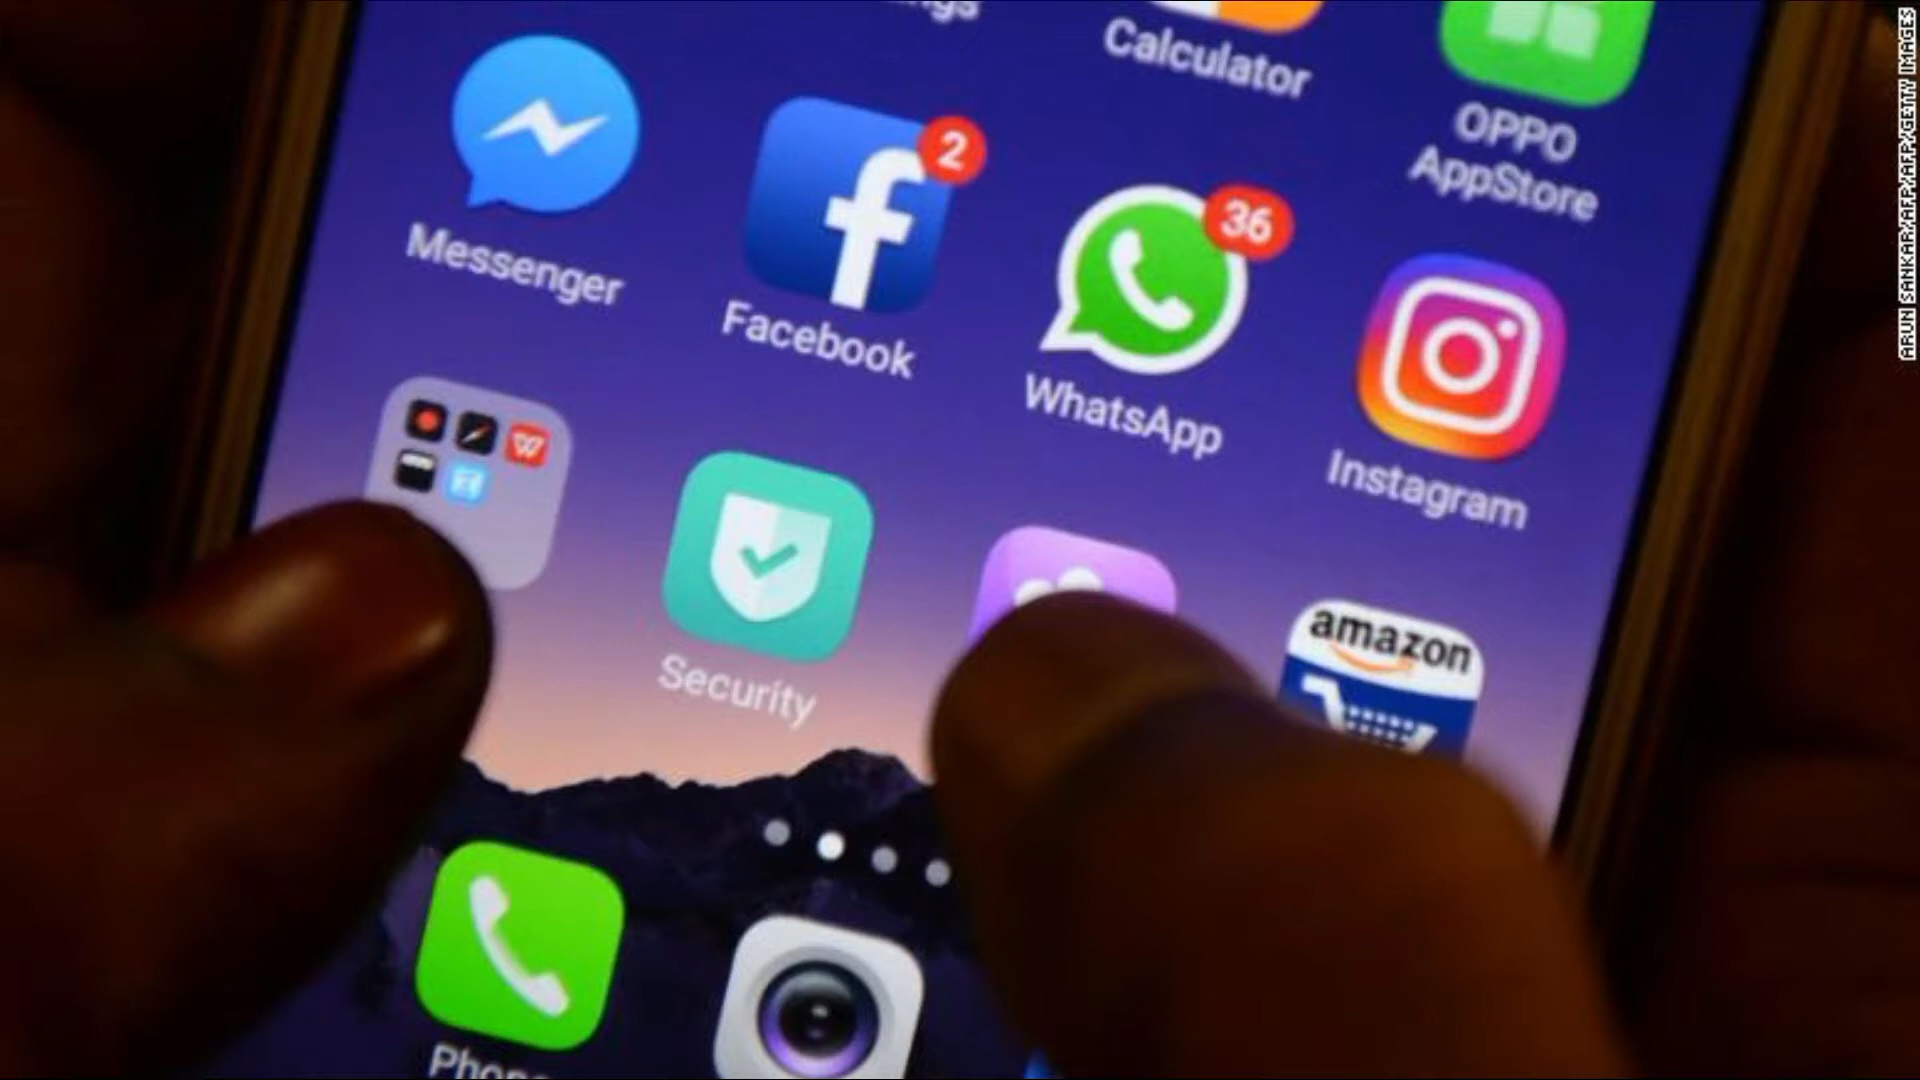 Calculator
OPPO
AppStore
Messenger
2
Facebook
36
WhatsApp
Instagram
Security
amazon
ARUN SANKAR/AFP/AFP/GETTY IMAGES